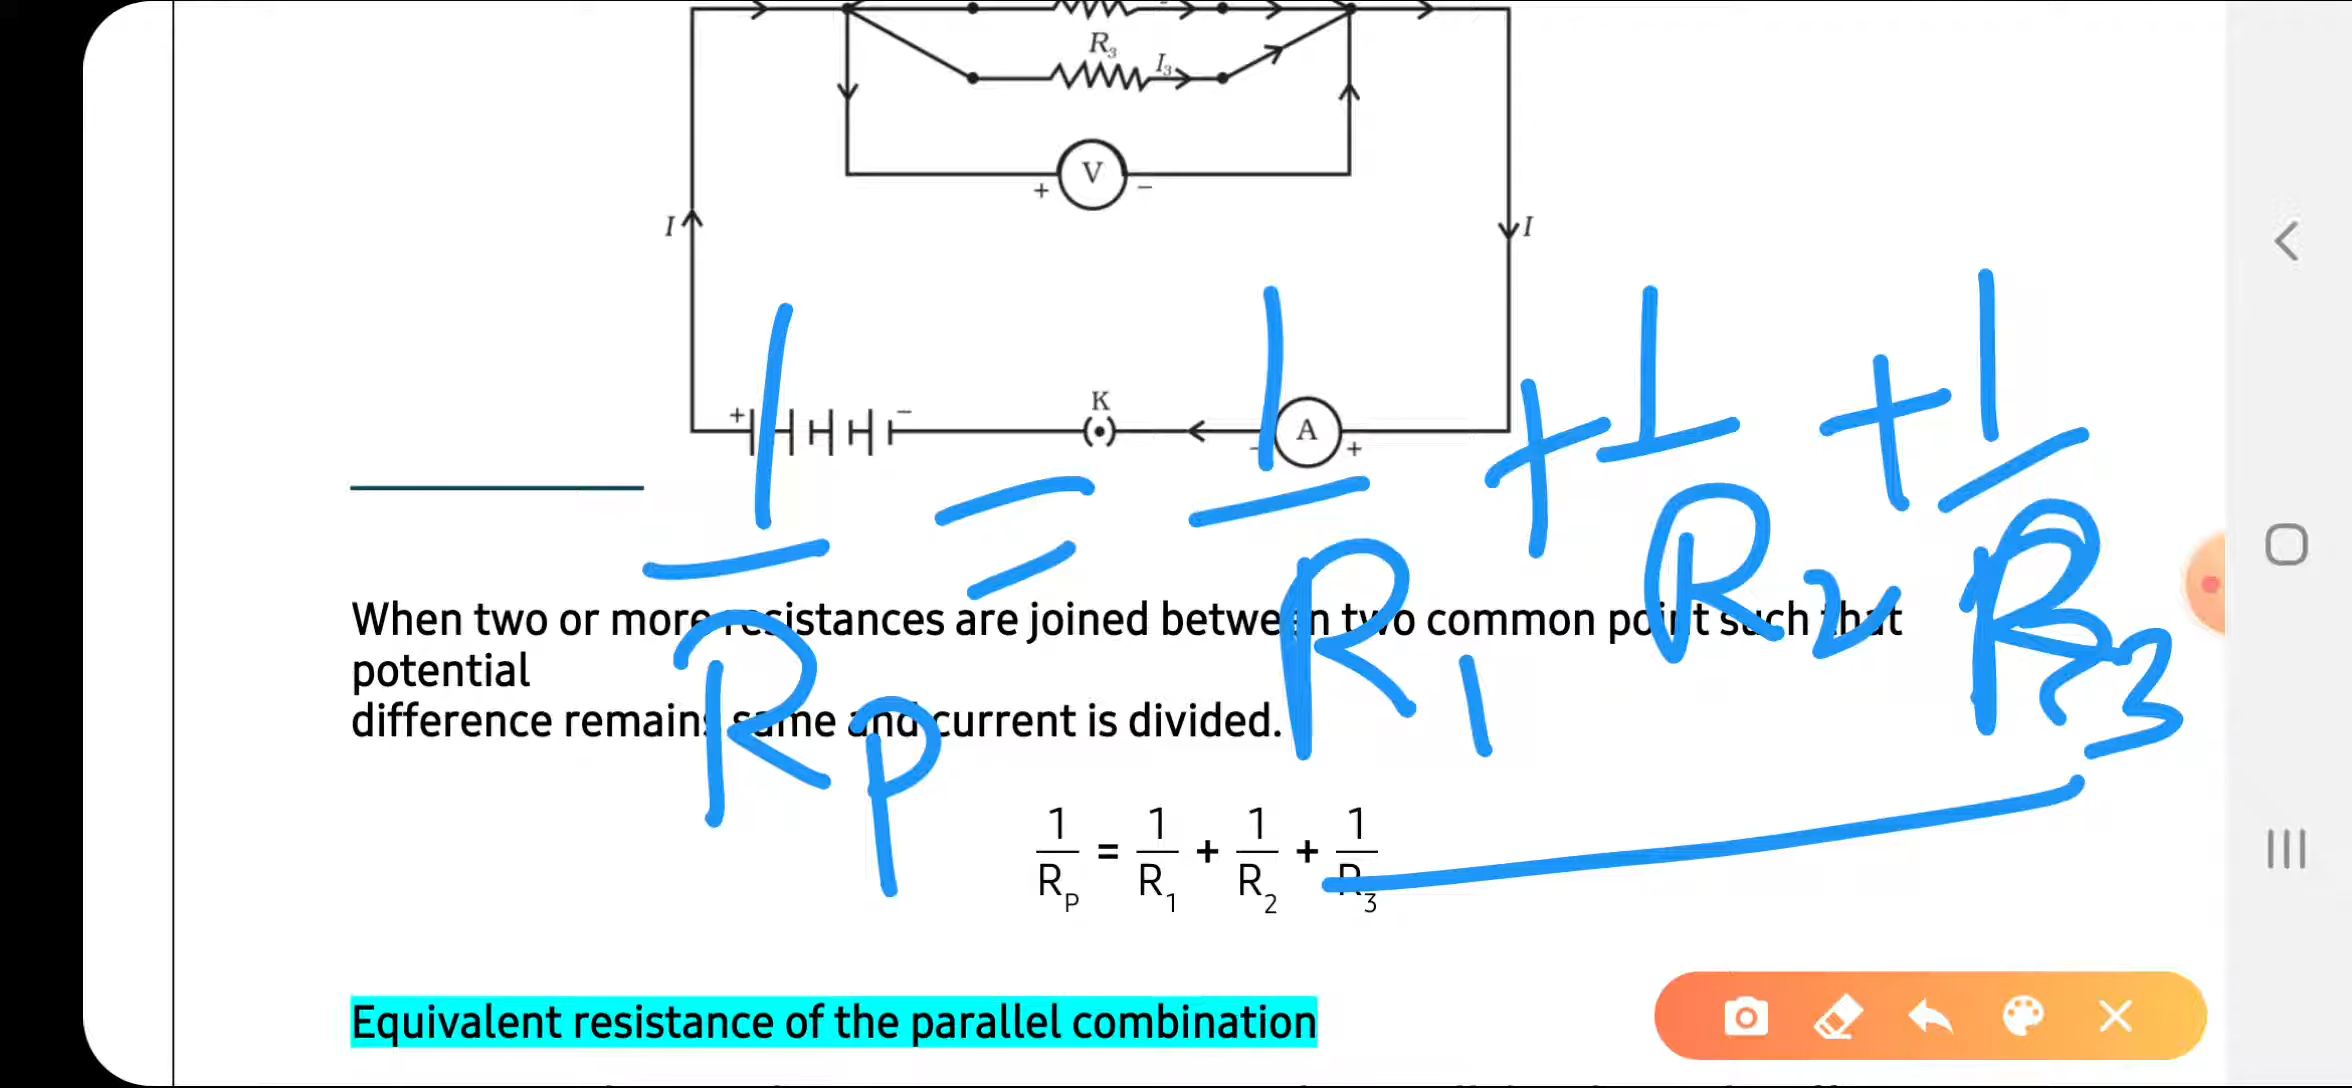 R3
I3
V
+ −
I I
K
+ − − A +
1/Rp = 1/R1 + 1/R2 + 1/R3
When two or more resistances are joined between two common point such that
potential
difference remains same and current is divided.
1/RP = 1/R1 + 1/R2 + 1/R3
Equivalent resistance of the parallel combination